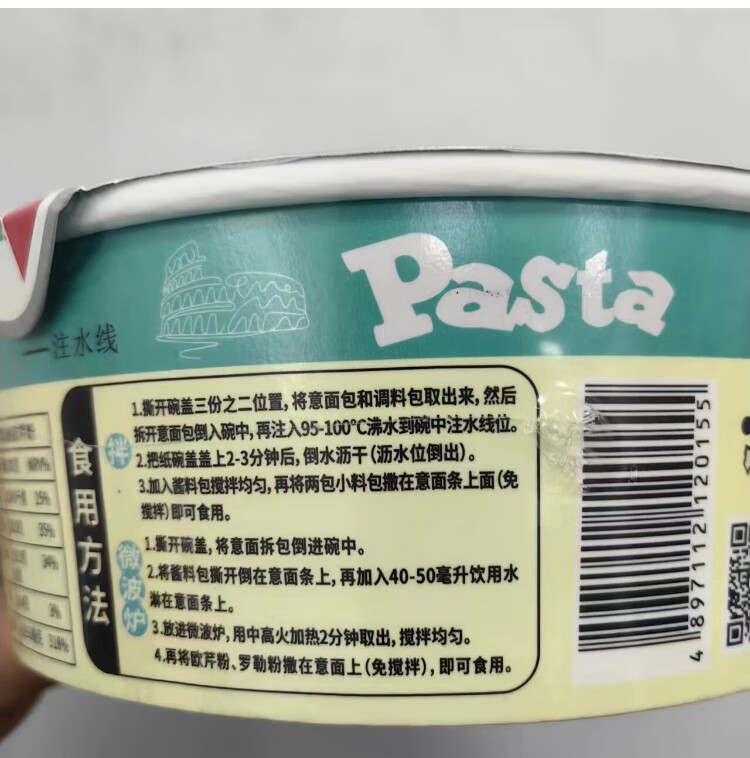 Pasta
注水线
食用方法
拌
1.撕开碗盖三份之二位置,将意面包和调料包取出来,然后
拆开意面包倒入碗中,再注入95-100°C沸水到碗中注水线位。
2.把纸碗盖盖上2-3分钟后,倒水沥干(沥水位倒出)。
3.加入酱料包搅拌均匀,再将两包小料包撒在意面条上面(免
搅拌)即可食用。
微波炉
1.撕开碗盖,将意面拆包倒进碗中。
2.将酱料包撕开倒在意面条上,再加入40-50毫升饮用水
淋在意面条上。
3.放进微波炉,用中高火加热2分钟取出,搅拌均匀。
4.再将欧芹粉、罗勒粉撒在意面上(免搅拌),即可食用。
15%
35%
34%
3%
318%
4897112120155